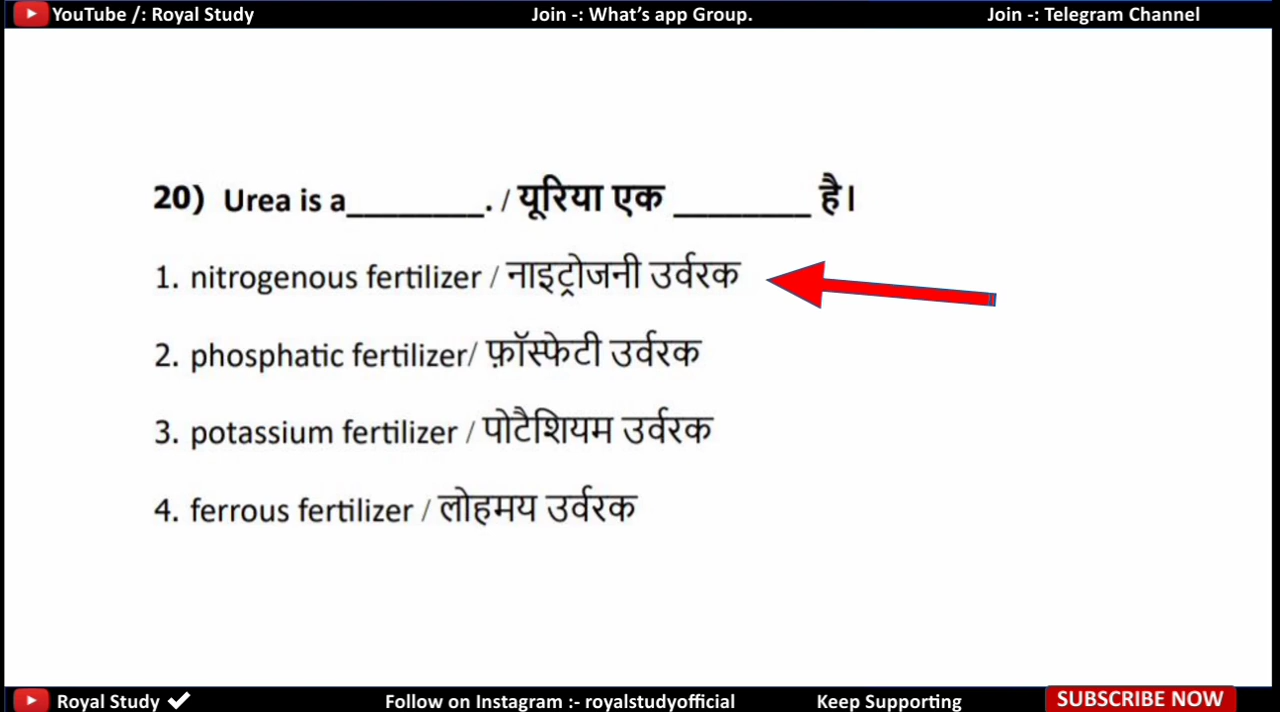 YouTube /: Royal Study Join -: What's app Group. Join -: Telegram Channel
20) Urea is a________. / यूरिया एक ________ है।
1. nitrogenous fertilizer / नाइट्रोजनी उर्वरक
2. phosphatic fertilizer/ फ़ॉस्फेटी उर्वरक
3. potassium fertilizer / पोटैशियम उर्वरक
4. ferrous fertilizer / लोहमय उर्वरक
Royal Study Follow on Instagram :- royalstudyofficial Keep Supporting SUBSCRIBE NOW